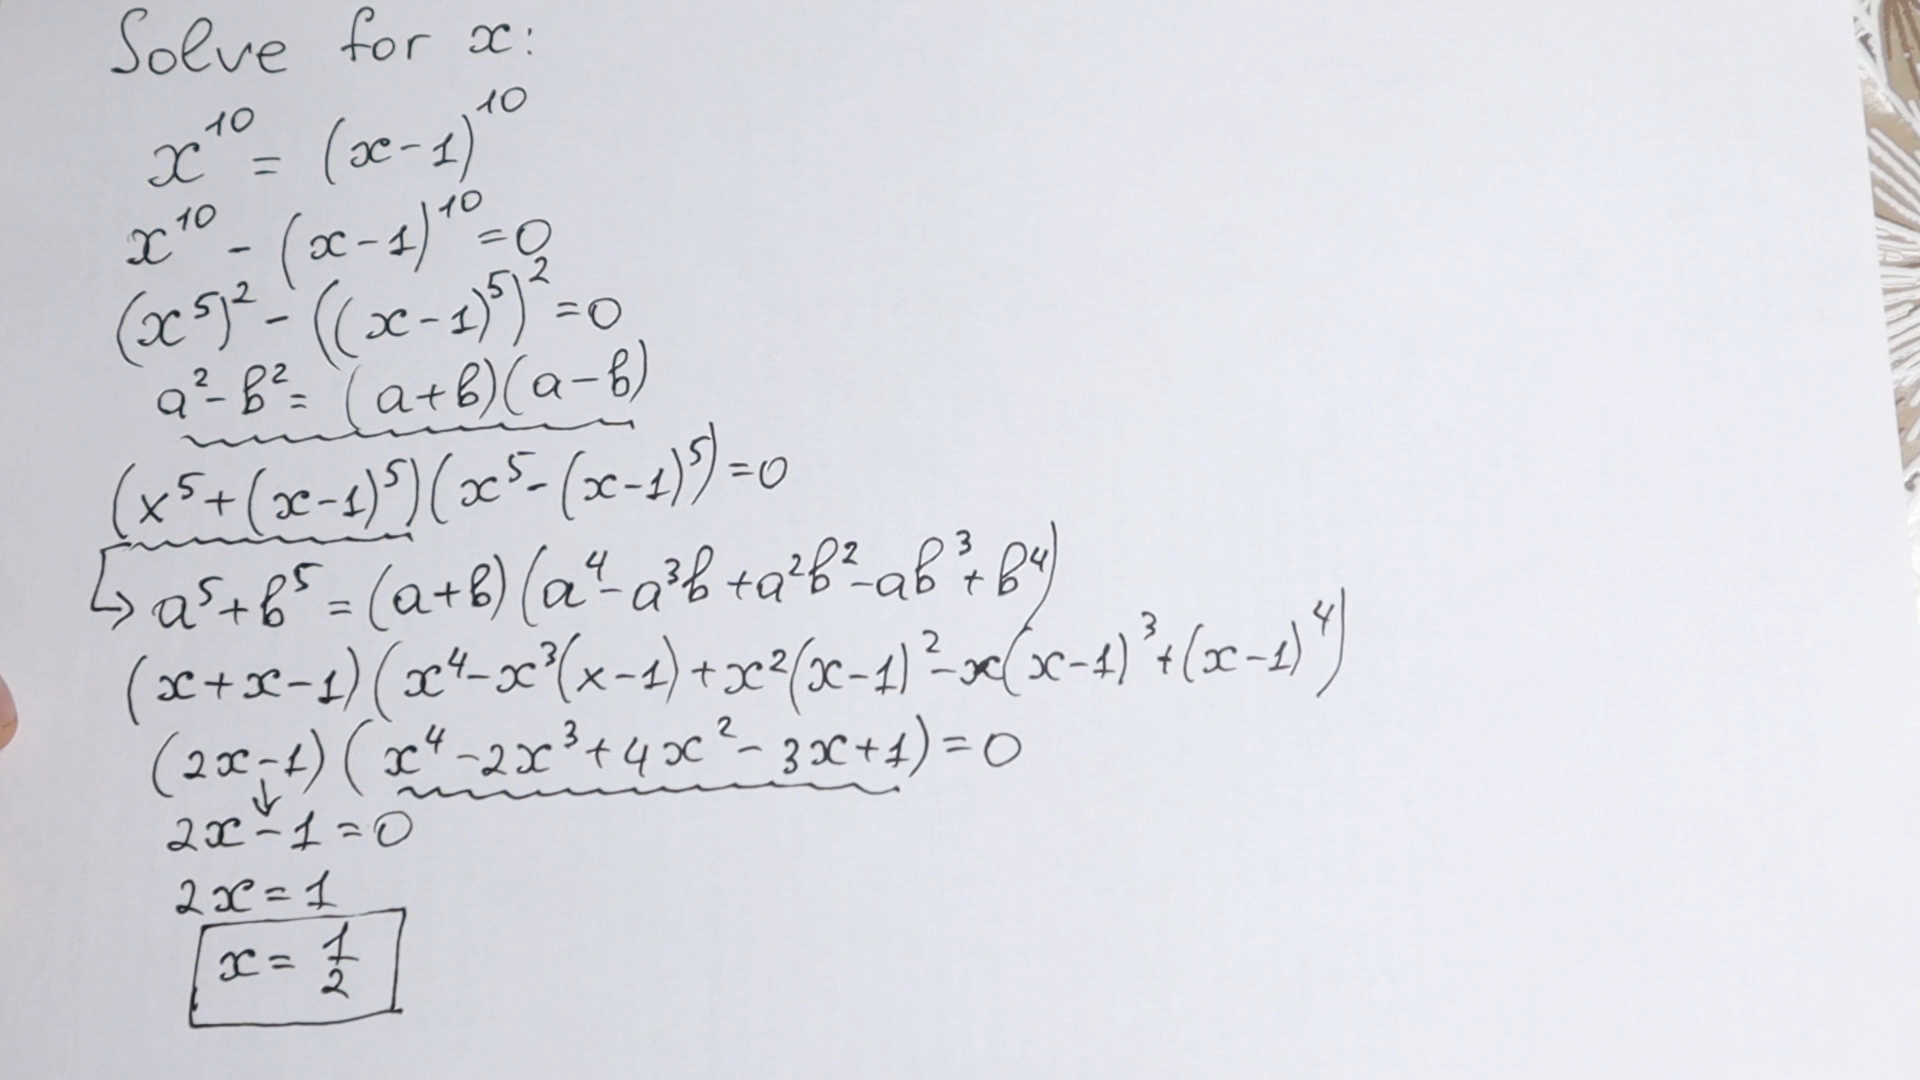 Solve for x:
x^10 = (x-1)^10
x^10 - (x-1)^10 = 0
(x^5)^2 - ((x-1)^5)^2 = 0
a^2 - b^2 = (a+b)(a-b)
(x^5 + (x-1)^5)(x^5 - (x-1)^5) = 0
↳ a^5 + b^5 = (a+b)(a^4 - a^3b + a^2b^2 - ab^3 + b^4)
(x+x-1)(x^4 - x^3(x-1) + x^2(x-1)^2 - x(x-1)^3 + (x-1)^4)
(2x-1)(x^4 - 2x^3 + 4x^2 - 3x + 1) = 0
2x - 1 = 0
2x = 1
x = 1/2